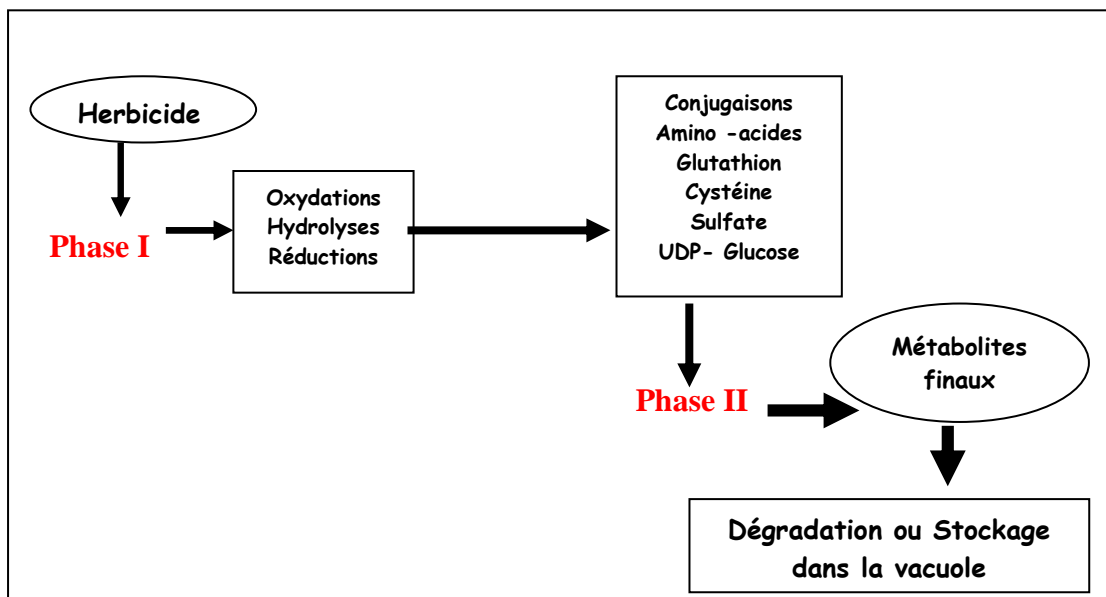 Herbicide
Phase I
Oxydations
Hydrolyses
Réductions
Conjugaisons
Amino -acides
Glutathion
Cystéine
Sulfate
UDP- Glucose
Phase II
Métabolites
finaux
Dégradation ou Stockage
dans la vacuole